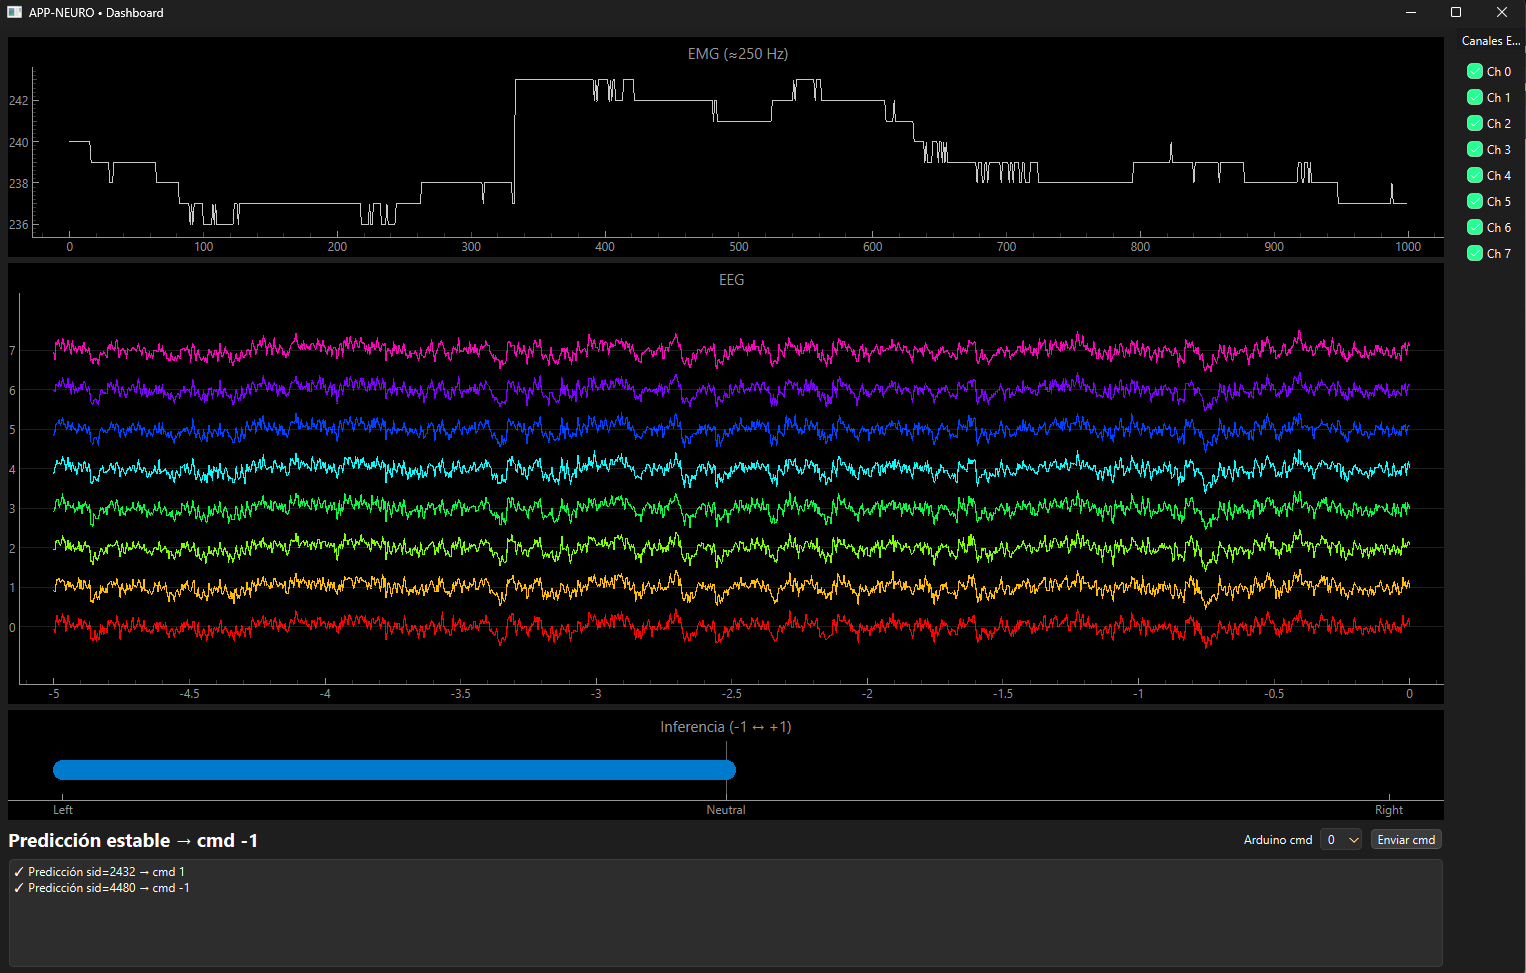 APP-NEURO • Dashboard
Canales E...
Ch 0
Ch 1
Ch 2
Ch 3
Ch 4
Ch 5
Ch 6
Ch 7
EMG (≈250 Hz)
242
240
238
236
0 100 200 300 400 500 600 700 800 900 1000
EEG
7
6
5
4
3
2
1
0
-5 -4.5 -4 -3.5 -3 -2.5 -2 -1.5 -1 -0.5 0
Inferencia (-1 ↔ +1)
Left Neutral Right
Predicción estable → cmd -1
Arduino cmd 0 Enviar cmd
✓ Predicción sid=2432 → cmd 1
✓ Predicción sid=4480 → cmd -1